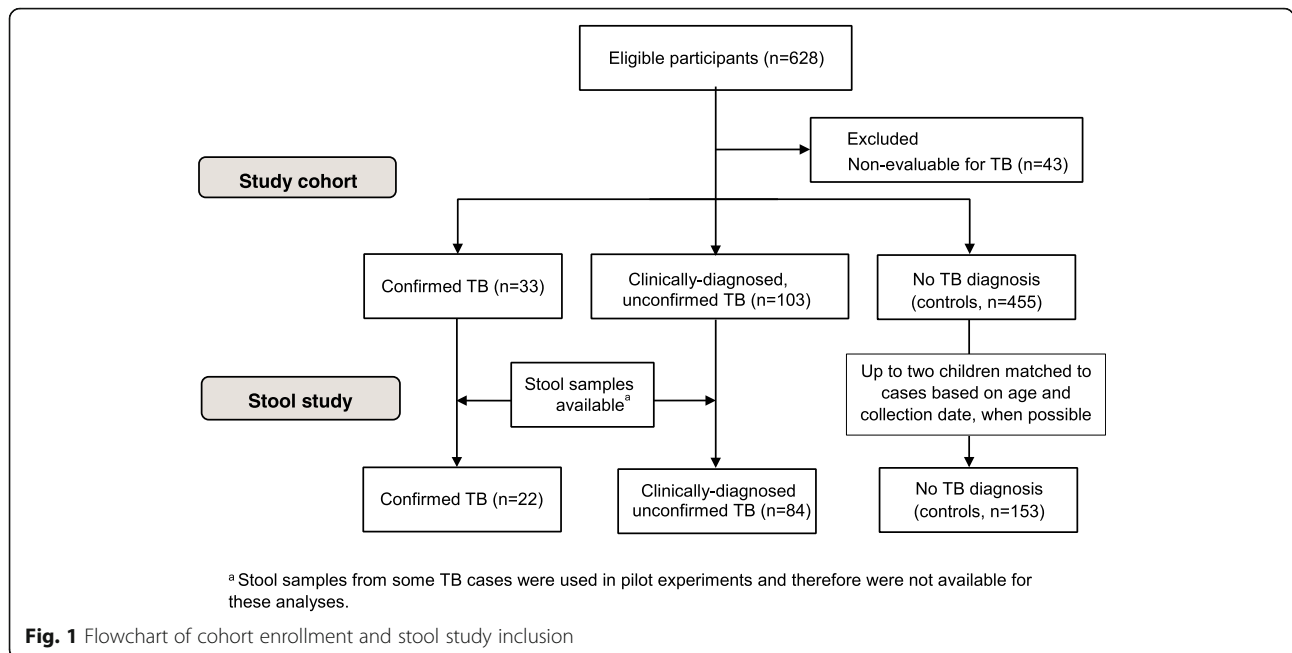 Eligible participants (n=628)
Excluded
Non-evaluable for TB (n=43)
Study cohort
Confirmed TB (n=33)
Clinically-diagnosed,
unconfirmed TB (n=103)
No TB diagnosis
(controls, n=455)
Stool study
Stool samples
available a
Up to two children matched to
cases based on age and
collection date, when possible
Confirmed TB (n=22)
Clinically-diagnosed
unconfirmed TB (n=84)
No TB diagnosis
(controls, n=153)
a Stool samples from some TB cases were used in pilot experiments and therefore were not available for
these analyses.
Fig. 1 Flowchart of cohort enrollment and stool study inclusion